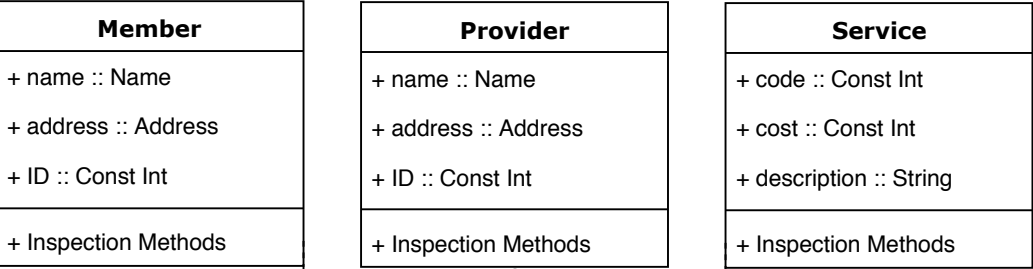 Member
+ name :: Name
+ address :: Address
+ ID :: Const Int
+ Inspection Methods
Provider
+ name :: Name
+ address :: Address
+ ID :: Const Int
+ Inspection Methods
Service
+ code :: Const Int
+ cost :: Const Int
+ description :: String
+ Inspection Methods